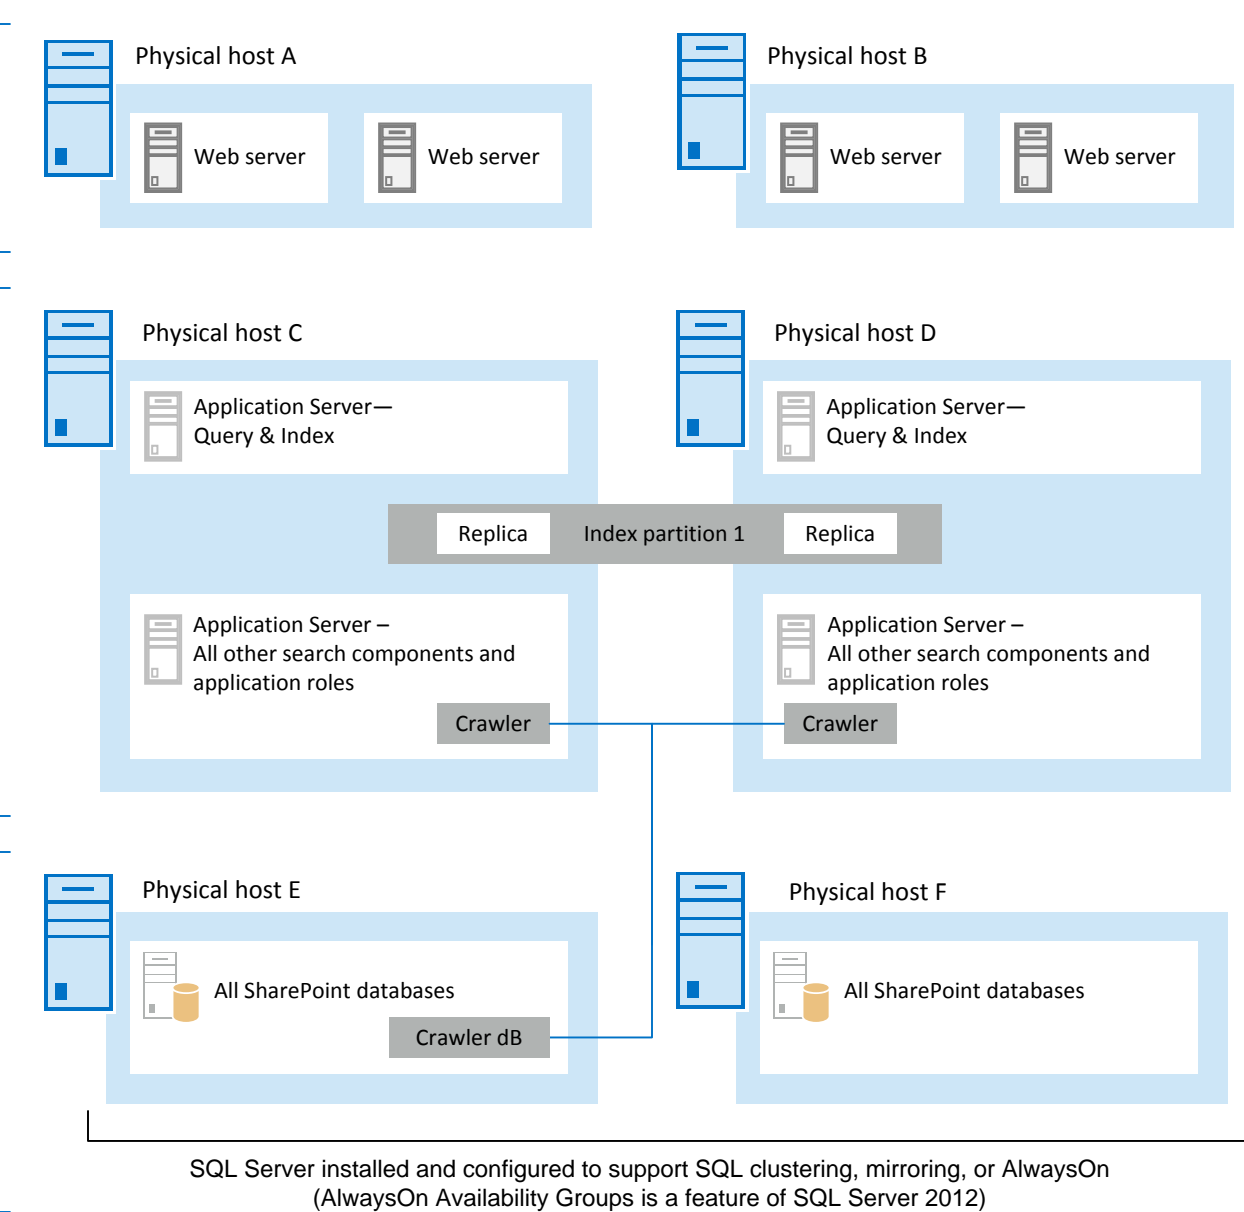 Physical host A
Physical host B
Web server
Web server
Web server
Web server
Physical host C
Physical host D
Application Server—
Query & Index
Application Server—
Query & Index
Replica
Index partition 1
Replica
Application Server –
All other search components and
application roles
Crawler
Application Server –
All other search components and
application roles
Crawler
Physical host E
Physical host F
All SharePoint databases
Crawler dB
All SharePoint databases
SQL Server installed and configured to support SQL clustering, mirroring, or AlwaysOn
(AlwaysOn Availability Groups is a feature of SQL Server 2012)